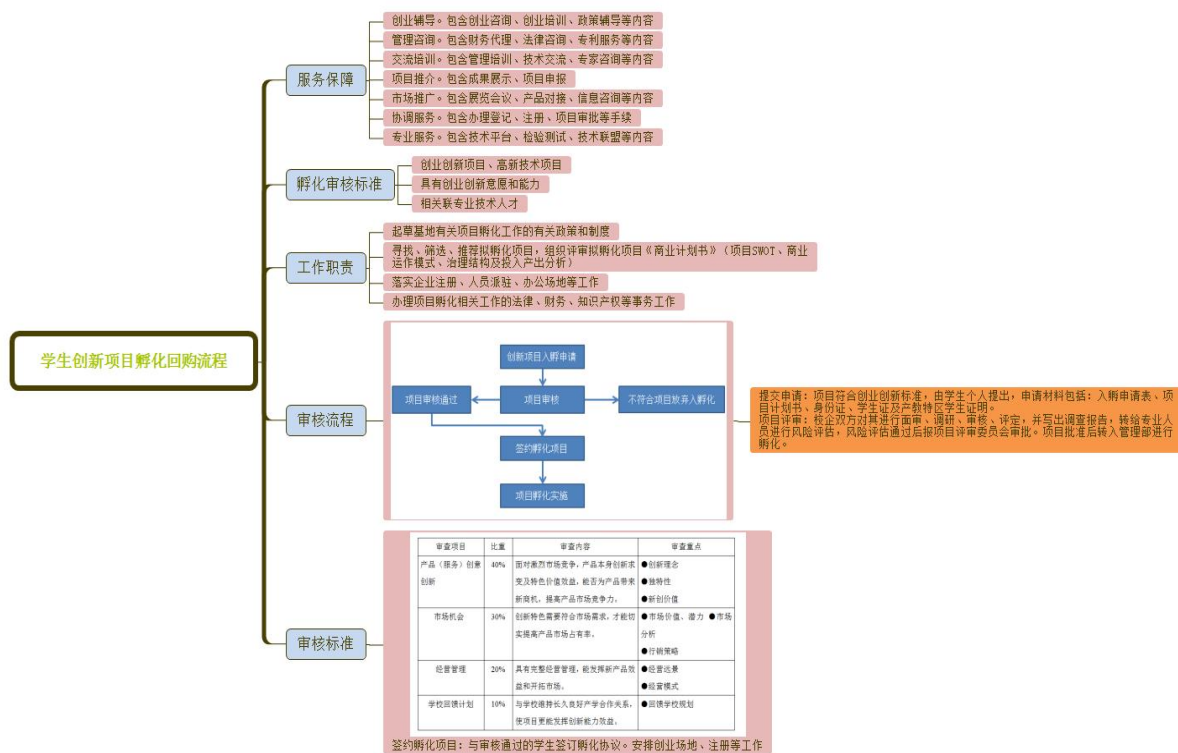 学生创新项目孵化回购流程
服务保障
创业辅导。包含创业咨询、创业培训、政策辅导等内容
管理咨询。包含财务代理、法律咨询、专利服务等内容
交流培训。包含管理培训、技术交流、专家咨询等内容
项目推介。包含成果展示、项目申报
市场推广。包含展览会议、产品对接、信息咨询等内容
协调服务。包含办理登记、注册、项目审批等手续
专业服务。包含技术平台、检验测试、技术联盟等内容
孵化审核标准
创业创新项目、高新技术项目
具有创业创新意愿和能力
相关联专业技术人才
工作职责
起草基地有关项目孵化工作的有关政策和制度
寻找、筛选、推荐拟孵化项目，组织评审拟孵化项目《商业计划书》（项目SWOT、商业
运作模式、治理结构及投入产出分析）
落实企业注册、人员派驻、办公场地等工作
办理项目孵化相关工作的法律、财务、知识产权等事务工作
审核流程
创新项目入孵申请
项目审核通过
项目审核
不符合项目放弃入孵化
签约孵化项目
项目孵化实施
提交申请：项目符合创业创新标准，由学生个人提出，申请材料包括：入孵申请表、项
目计划书、身份证、学生证及产教特区学生证明。
项目评审：校企双方对其进行面审、调研、审核、评定，并写出调查报告，转给专业人
员进行风险评估，风险评估通过后报项目评审委员会审批。项目批准后转入管理部进行
孵化。
审核标准
审查项目 比重 审查内容 审查重点
产品（服务）创意 40% 面对激烈市场竞争，产品本身创新求 ●创新理念
创新 变及特色价值效益，能否为产品带来 ●独特性
新商机，提高产品市场竞争力。 ●新创价值
市场机会 30% 创新特色需要符合市场需求，才能切 ●市场价值、潜力 ●市场
实提高产品市场占有率。 分析
●行销策略
经营管理 20% 具有完整经营管理，能发挥新产品效 ●经营远景
益和开拓市场。 ●经营模式
学校回馈计划 10% 与学校维持长久良好产学合作关系， ●回馈学校规划
使项目更能发挥创新能力效益。
签约孵化项目：与审核通过的学生签订孵化协议。安排创业场地、注册等工作